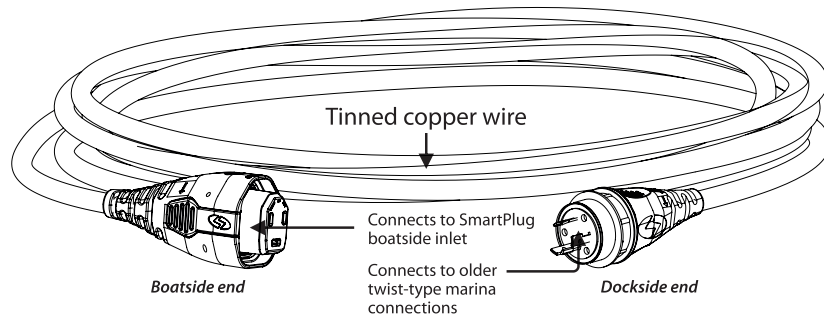 Tinned copper wire
Connects to SmartPlug
boatside inlet
Connects to older
twist-type marina
connections
Boatside end
Dockside end